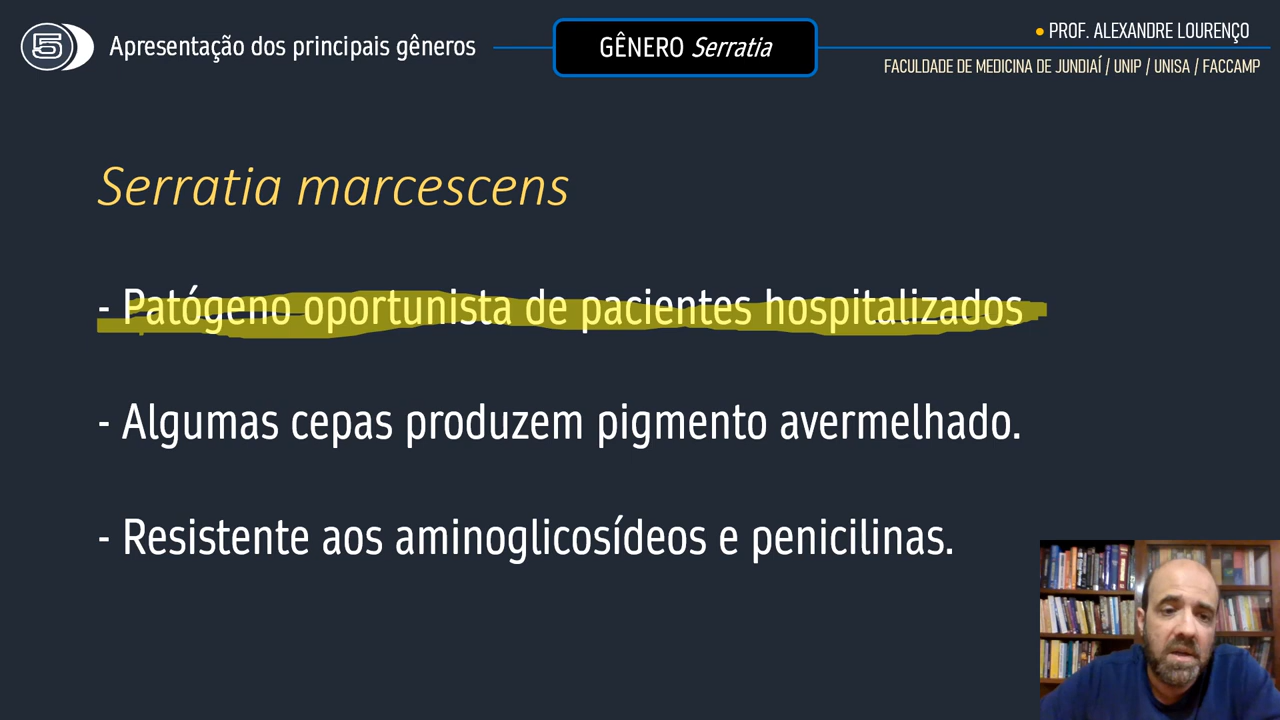 5 Apresentação dos principais gêneros
GÊNERO Serratia
• PROF. ALEXANDRE LOURENÇO
FACULDADE DE MEDICINA DE JUNDIAÍ / UNIP / UNISA / FACCAMP
Serratia marcescens
- Patógeno oportunista de pacientes hospitalizados
- Algumas cepas produzem pigmento avermelhado.
- Resistente aos aminoglicosídeos e penicilinas.